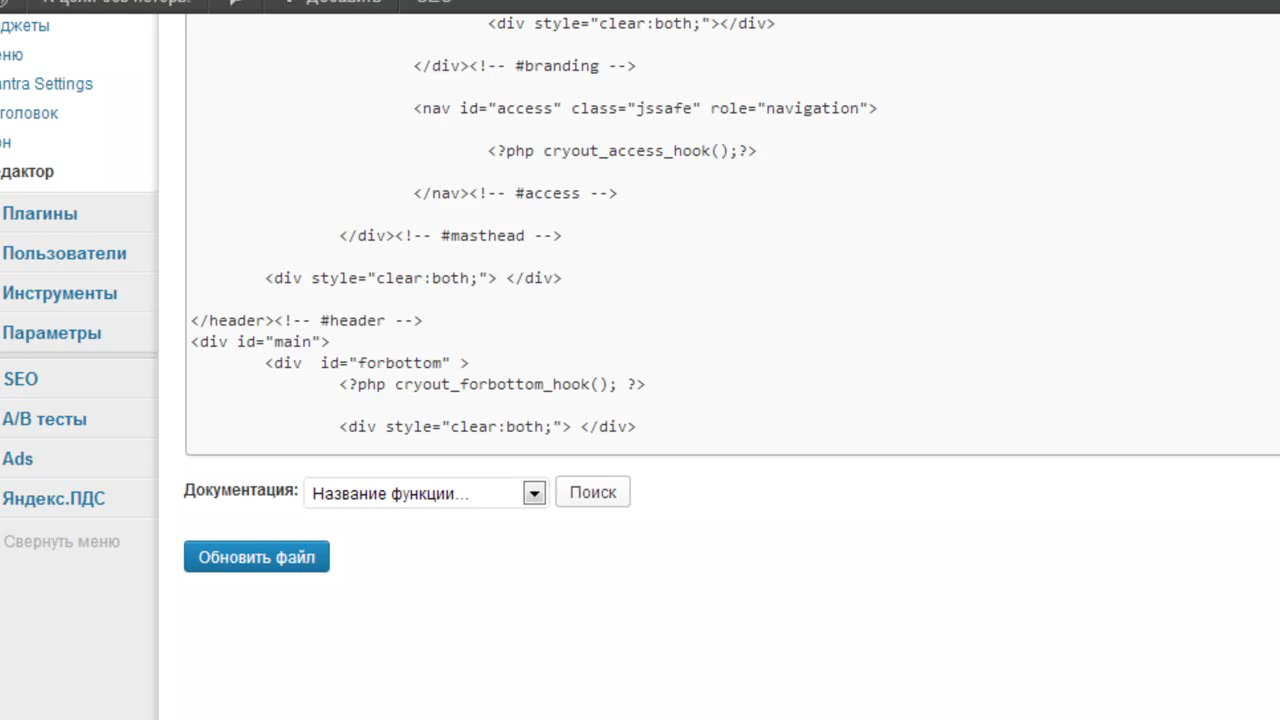 SEO
джеты
ню
ntra Settings
головок
н
дактор
Плагины
Пользователи
Инструменты
Параметры
SEO
A/B тесты
Ads
Яндекс.ПДС
Свернуть меню
<div style="clear:both;"></div>
</div><!-- #branding -->
<nav id="access" class="jssafe" role="navigation">
<?php cryout_access_hook();?>
</nav><!-- #access -->
</div><!-- #masthead -->
<div style="clear:both;"> </div>
</header><!-- #header -->
<div id="main">
<div  id="forbottom" >
<?php cryout_forbottom_hook(); ?>
<div style="clear:both;"> </div>
Документация: Название функции... Поиск
Обновить файл